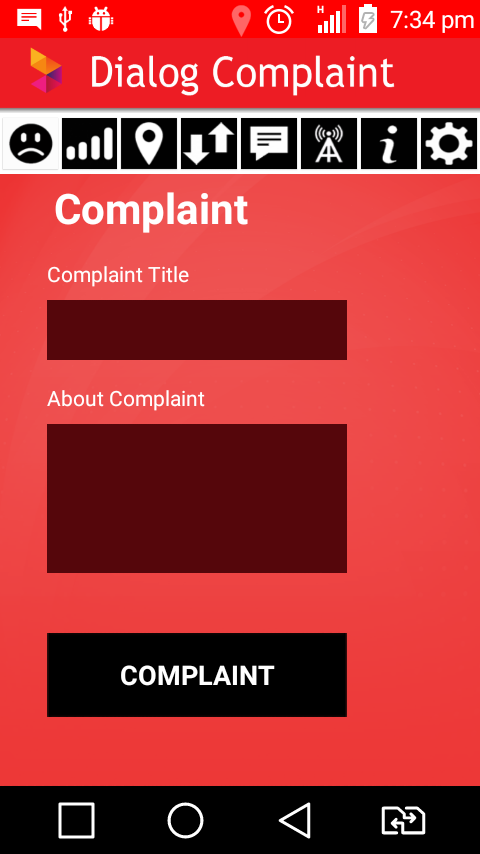 H 7:34 pm
Dialog Complaint
i
Complaint
Complaint Title
About Complaint
COMPLAINT